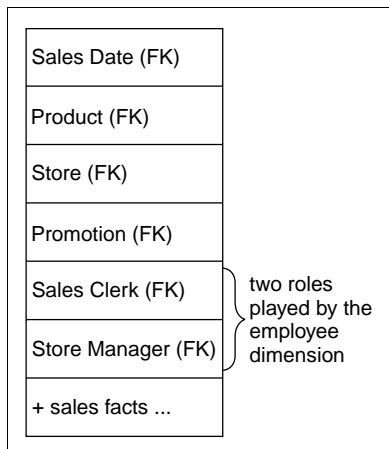 Sales Date (FK)
Product (FK)
Store (FK)
Promotion (FK)
Sales Clerk (FK)
Store Manager (FK)
+ sales facts ...
two roles
played by the
employee
dimension